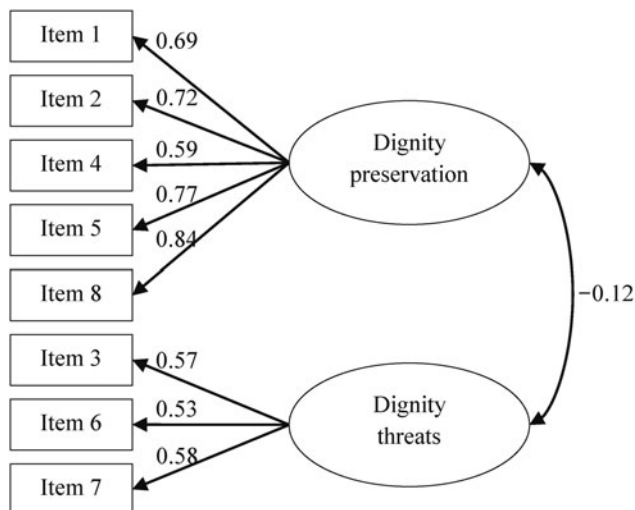 Item 1
0.69
Item 2
0.72
Item 4
0.59
Item 5
0.77
Item 8
0.84
Dignity
preservation
−0.12
Item 3
0.57
Item 6
0.53
Item 7
0.58
Dignity
threats